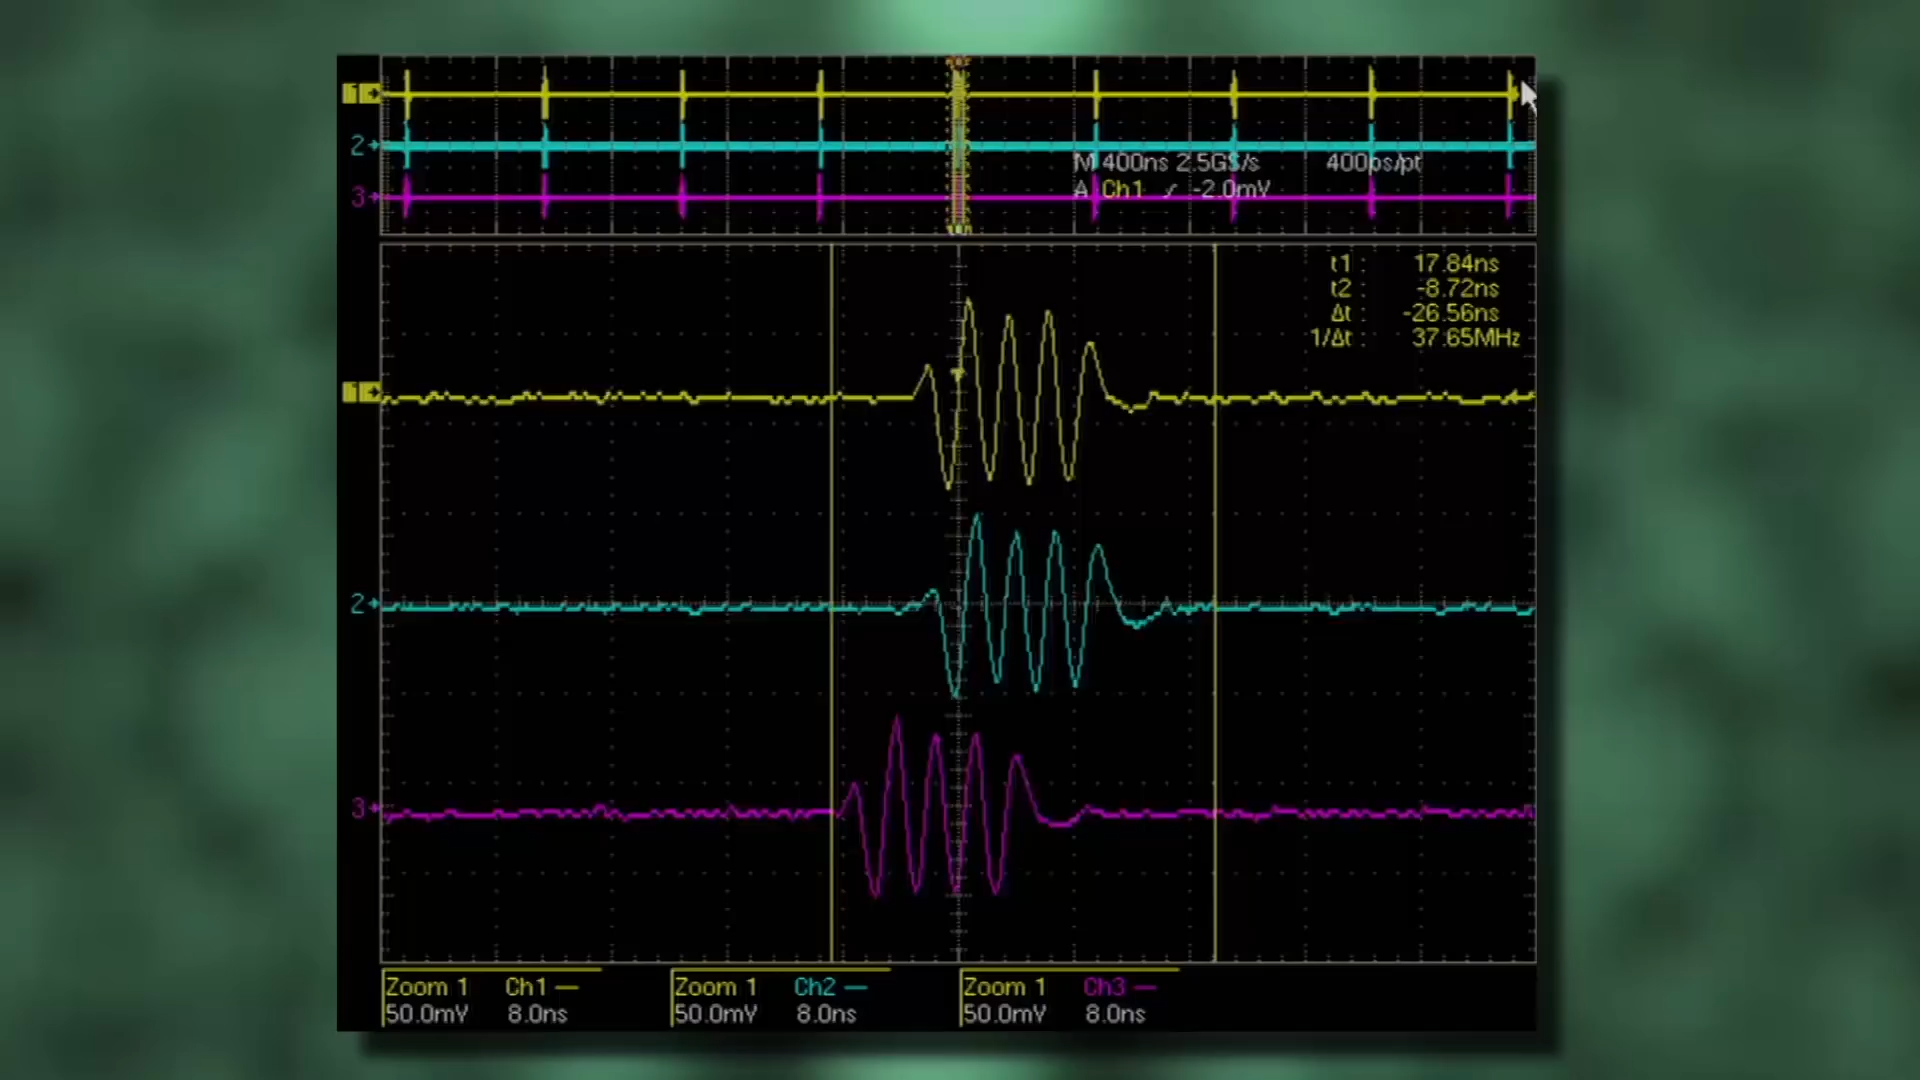 1
2
M 400ns 2.5GS/s 400ps/pt
3
A Ch1 -2.0mV
t1 : 17.84ns
t2 : -8.72ns
Δt : -26.56ns
1/Δt : 37.65MHz
1
2
3
Zoom 1 Ch1 Zoom 1 Ch2 Zoom 1 Ch3
50.0mV 8.0ns 50.0mV 8.0ns 50.0mV 8.0ns